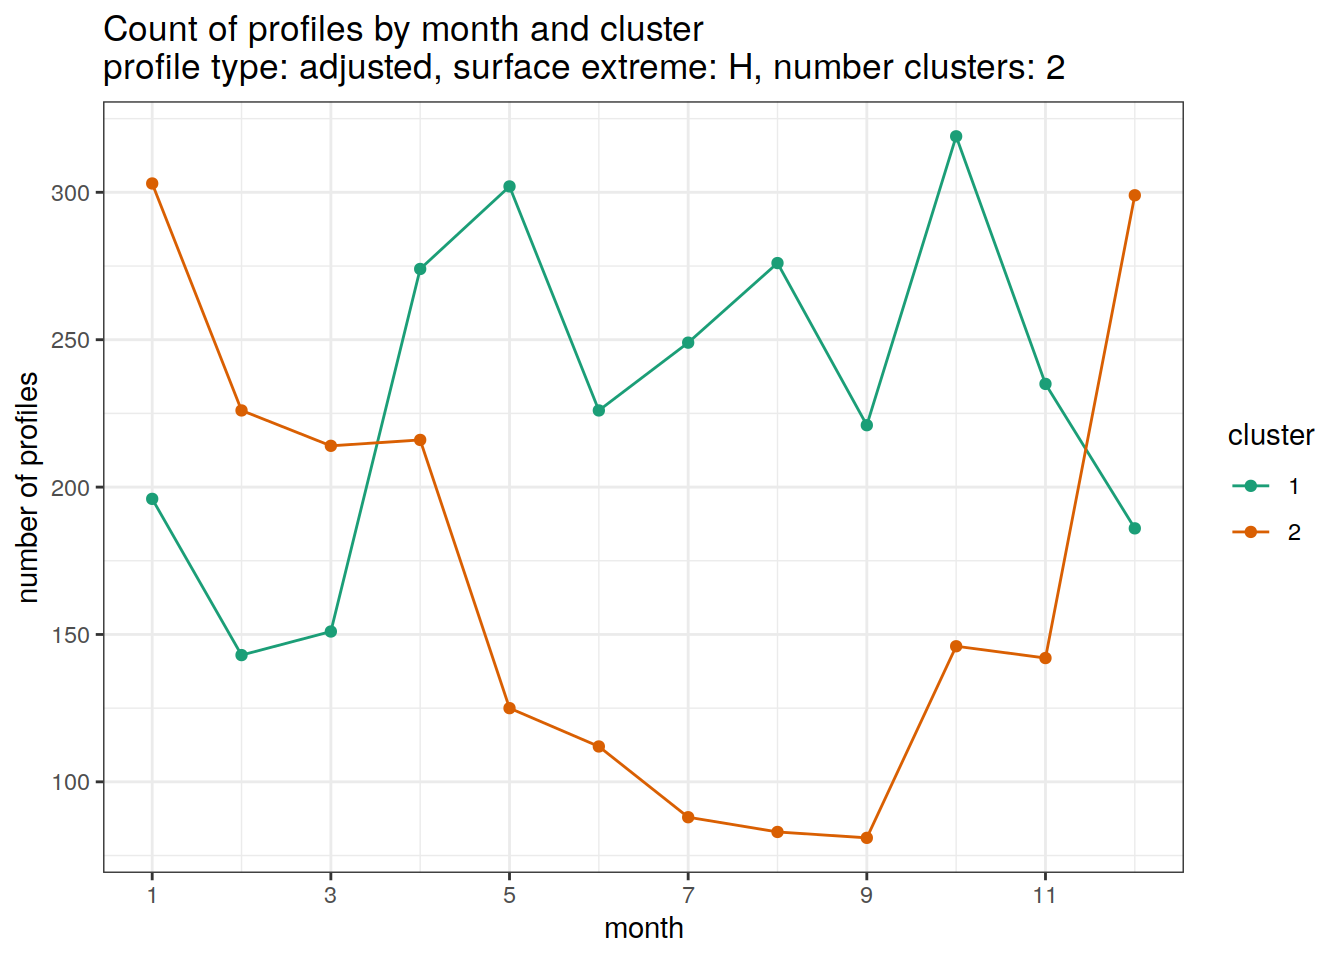 Count of profiles by month and cluster
profile type: adjusted, surface extreme: H, number clusters: 2
300
250
200
150
100
number of profiles
1 3 5 7 9 11
month
cluster
1
2